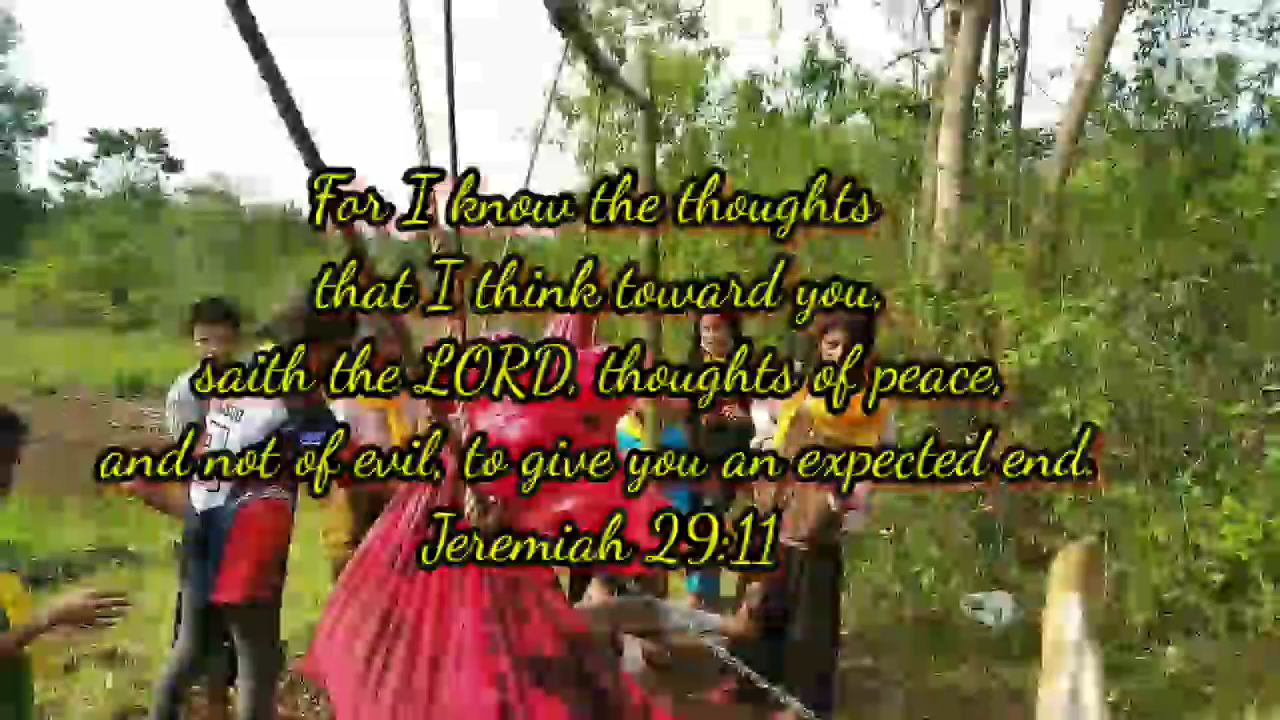 For I know the thoughts
that I think toward you,
saith the LORD, thoughts of peace,
and not of evil, to give you an expected end.
Jeremiah 29:11